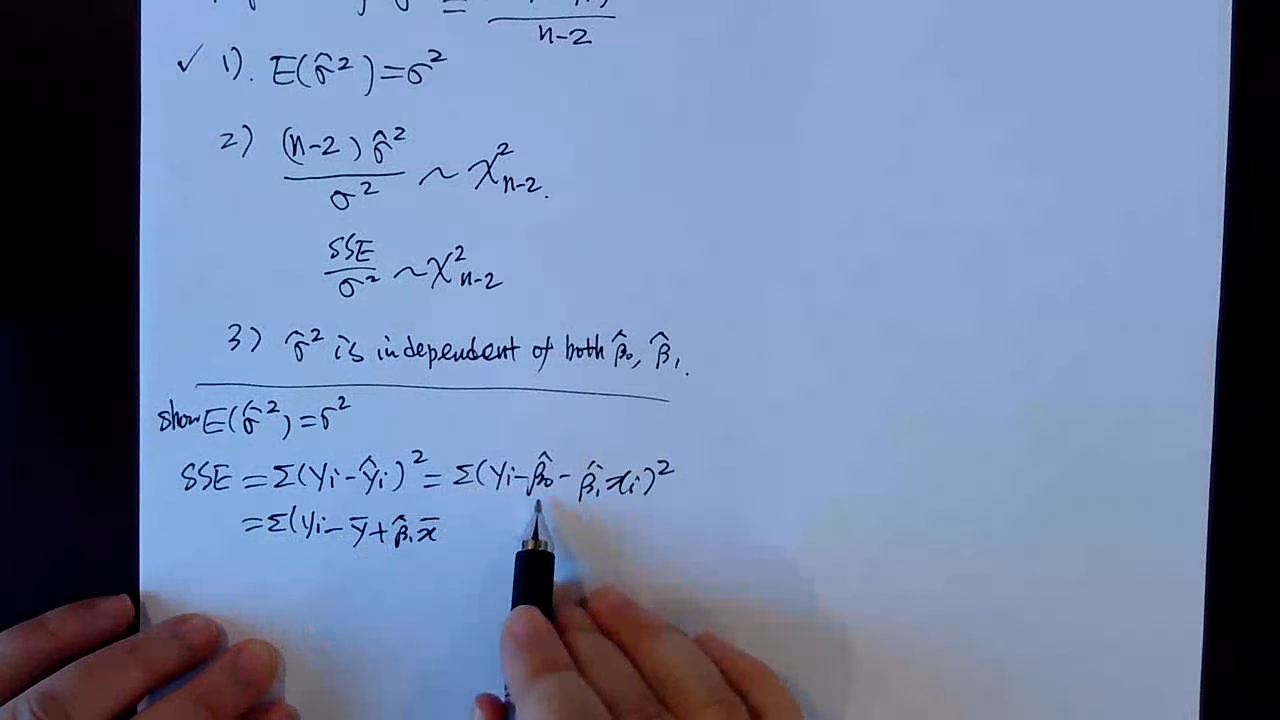 =
n-2
✓ 1). E(σ̂²)=σ²
2) (n-2)σ̂²/σ² ~ χ²n-2.
SSE/σ² ~ χ²n-2
3) σ̂² is independent of both β̂₀, β̂₁.
show E(σ̂²)=σ²
SSE = Σ(yi-ŷi)² = Σ(yi-β̂₀-β̂₁xi)²
=Σ(yi-ȳ+β̂₁x̄